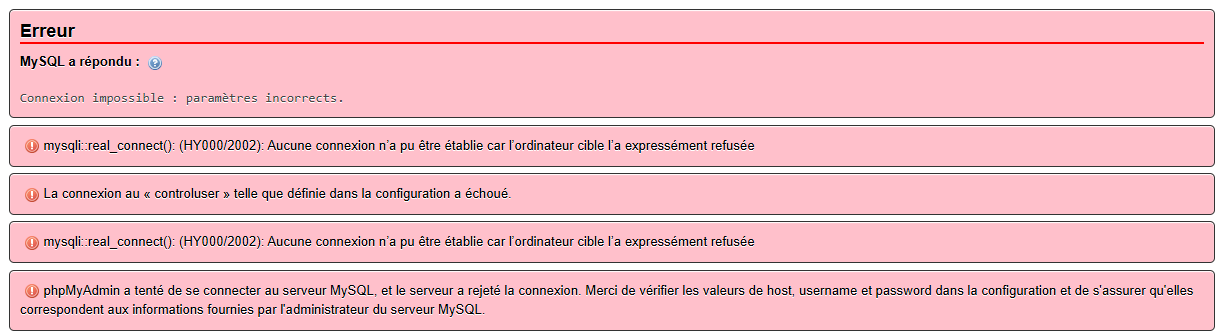 Erreur
MySQL a répondu :
Connexion impossible : paramètres incorrects.
mysqli::real_connect(): (HY000/2002): Aucune connexion n’a pu être établie car l’ordinateur cible l’a expressément refusée
La connexion au « controluser » telle que définie dans la configuration a échoué.
mysqli::real_connect(): (HY000/2002): Aucune connexion n’a pu être établie car l’ordinateur cible l’a expressément refusée
phpMyAdmin a tenté de se connecter au serveur MySQL, et le serveur a rejeté la connexion. Merci de vérifier les valeurs de host, username et password dans la configuration et de s'assurer qu'elles
correspondent aux informations fournies par l'administrateur du serveur MySQL.